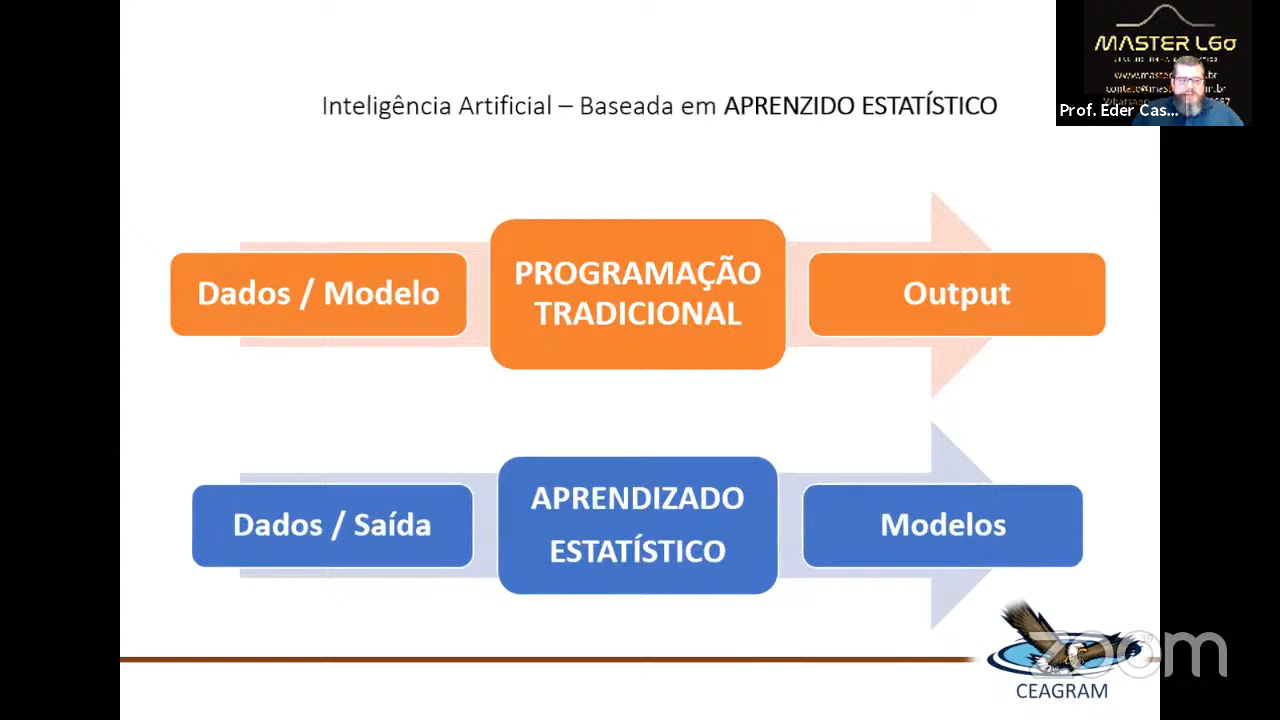 MASTER L6σ
Inteligência Artificial – Baseada em APRENZIDO ESTATÍSTICO
Prof. Eder Cas...
Dados / Modelo
PROGRAMAÇÃO
TRADICIONAL
Output
Dados / Saída
APRENDIZADO
ESTATÍSTICO
Modelos
zoom
CEAGRAM